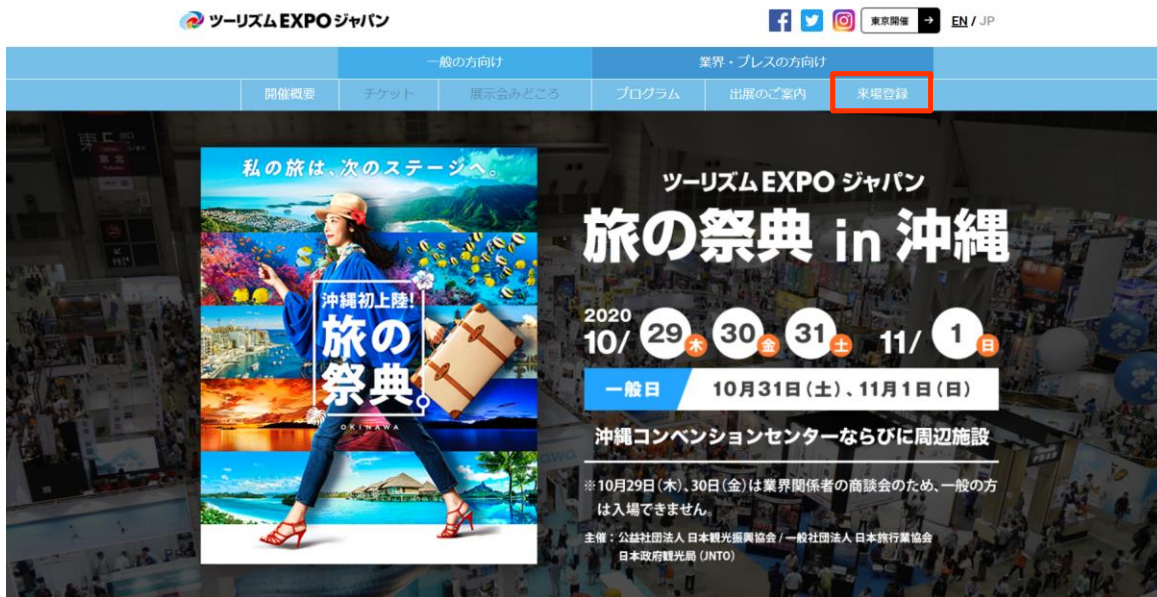 ツーリズム EXPO ジャパン
東京開催
EN / JP
一般の方向け
業界・プレスの方向け
開催概要
チケット
展示会みどころ
プログラム
出展のご案内
来場登録
私の旅は、次のステージへ。
沖縄初上陸!
旅の
祭典。
OKINAWA
ツーリズム EXPO ジャパン
旅の祭典 in 沖縄
2020
10/ 29 木 30 金 31 土 11/ 1 日
一般日 10月31日(土)、11月1日(日)
沖縄コンベンションセンターならびに周辺施設
※10月29日(木)、30日(金)は業界関係者の商談会のため、一般の方
は入場できません。
主催:公益社団法人 日本観光振興協会 / 一般社団法人 日本旅行業協会
日本政府観光局 (JNTO)